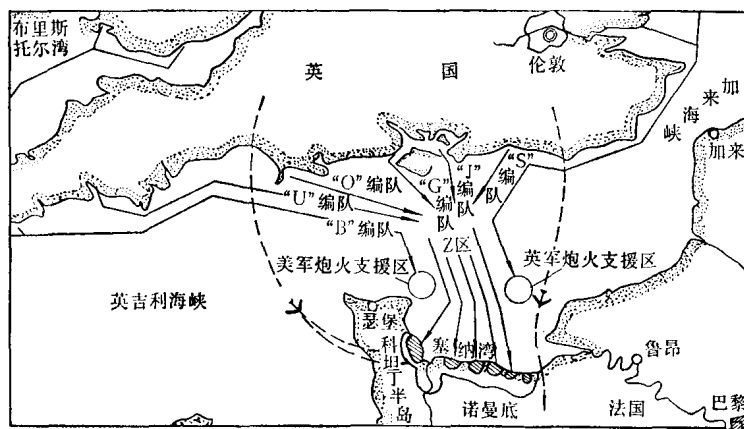 布里斯
托尔湾
英国
伦敦
加来海峡
加来
"O"编队
"U"编队
"B"编队
"G"编队
"J"编队
"S"编队
Z区
美军炮火支援区
英军炮火支援区
英吉利海峡
瑟堡
科坦丁半岛
塞纳湾
诺曼底
鲁昂
法国
巴黎